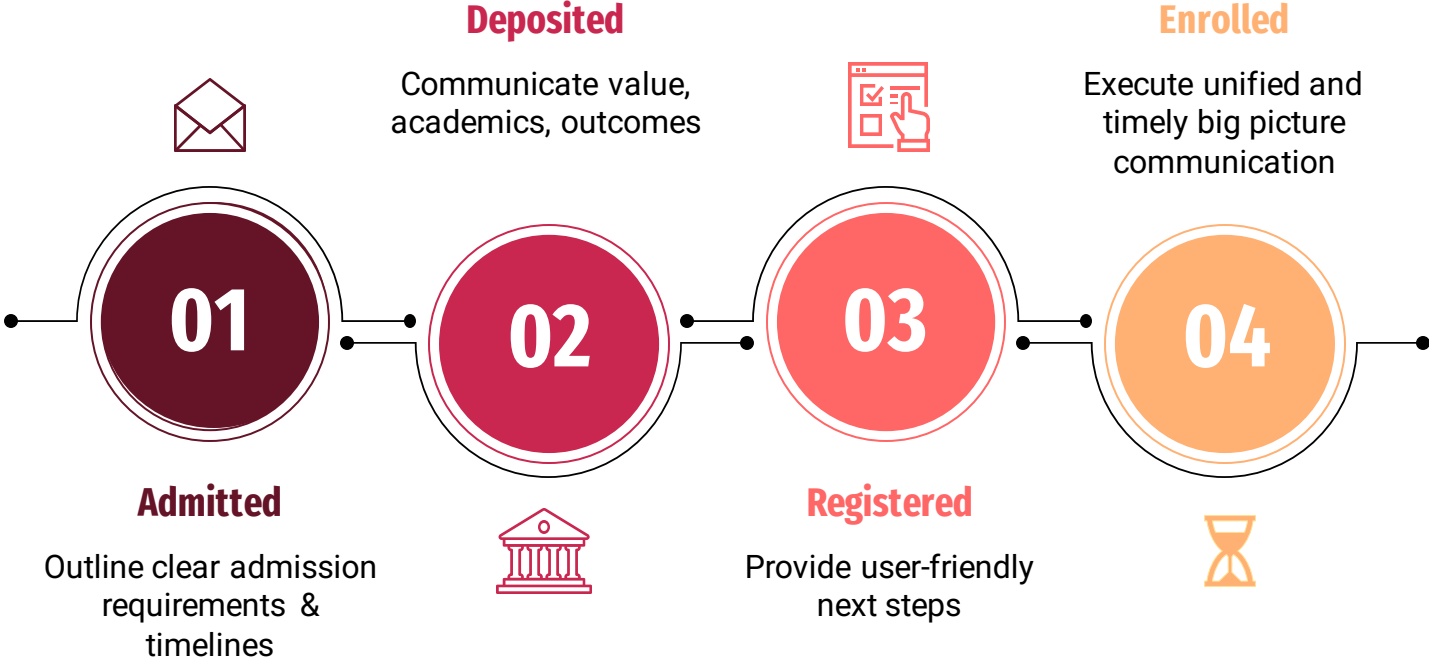 01
Admitted
Outline clear admission
requirements &
timelines
Deposited
Communicate value,
academics, outcomes
02
03
Registered
Provide user-friendly
next steps
Enrolled
Execute unified and
timely big picture
communication
04